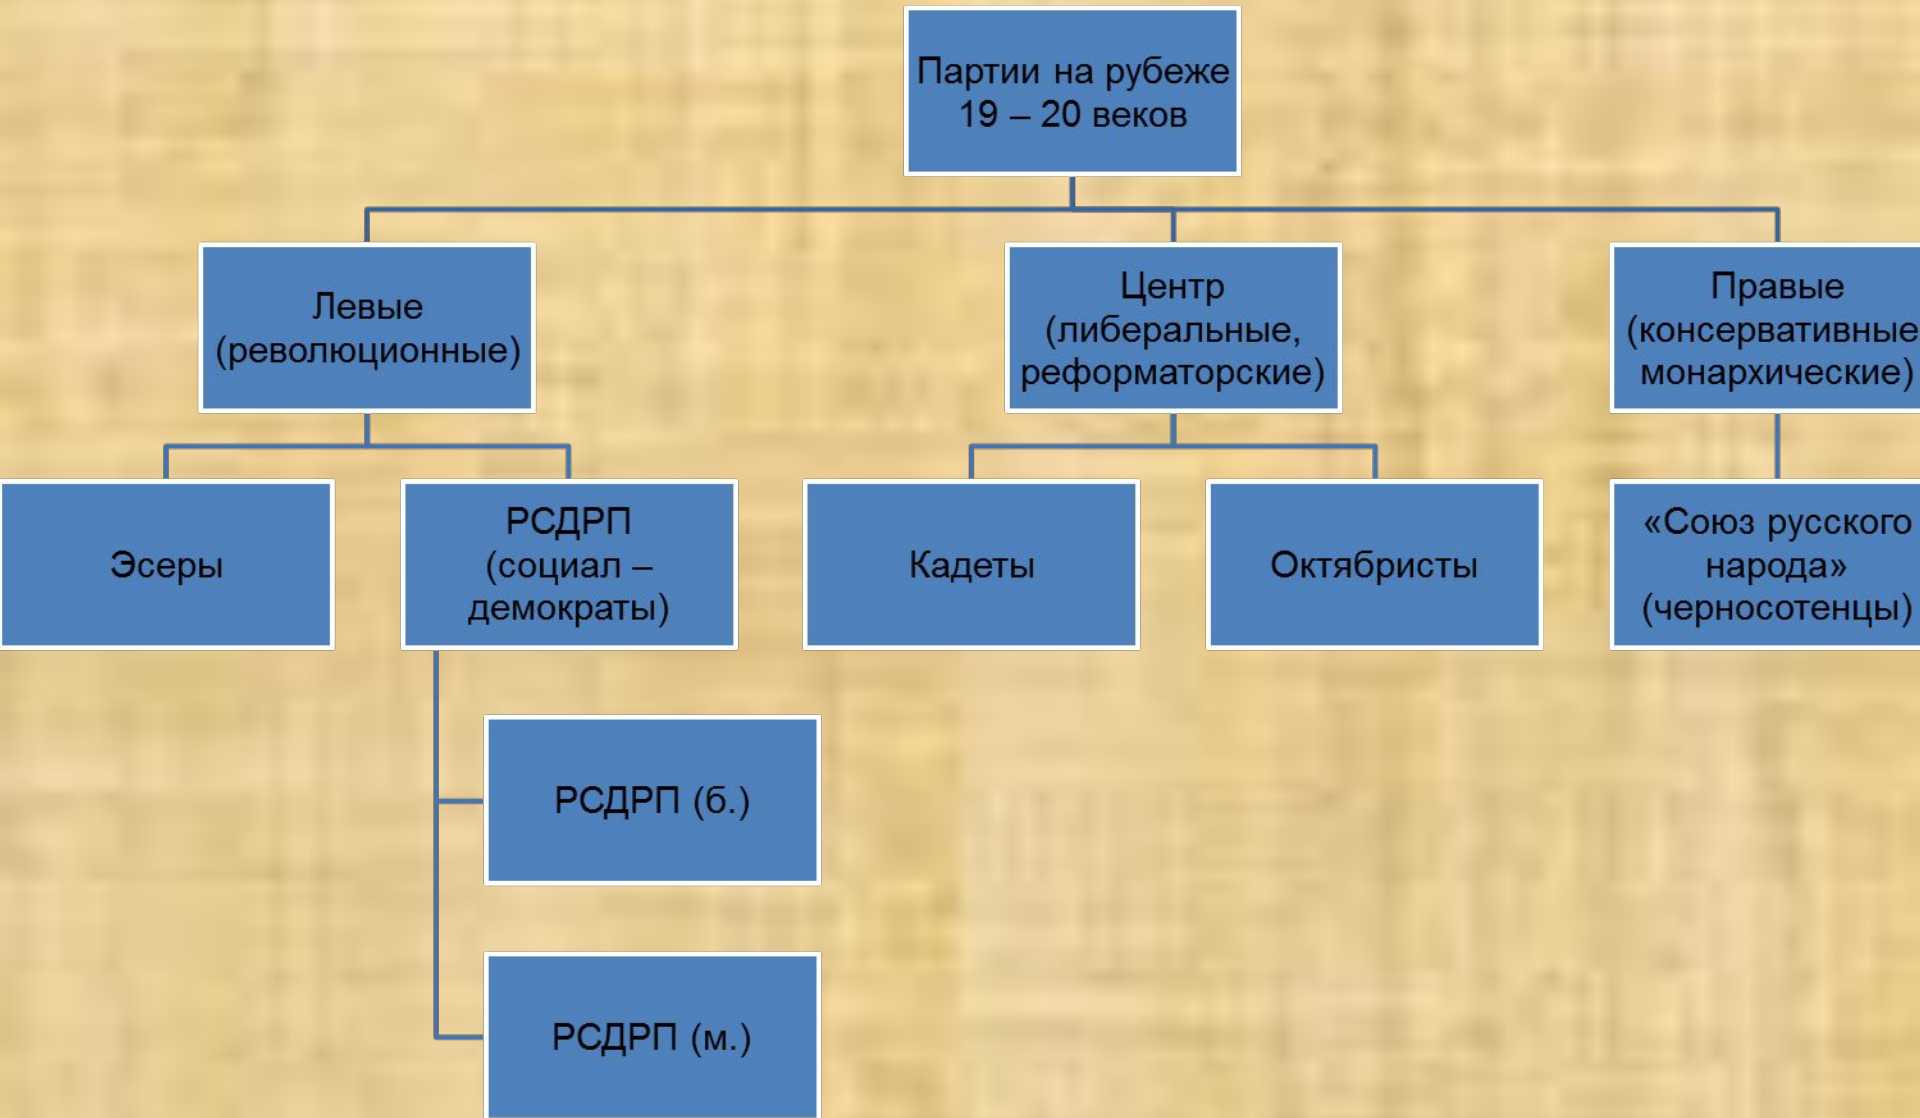 Партии на рубеже
19 – 20 веков
Левые
(революционные)
Центр
(либеральные,
реформаторские)
Правые
(консервативные
монархические)
Эсеры
РСДРП
(социал –
демократы)
Кадеты
Октябристы
«Союз русского
народа»
(черносотенцы)
РСДРП (б.)
РСДРП (м.)